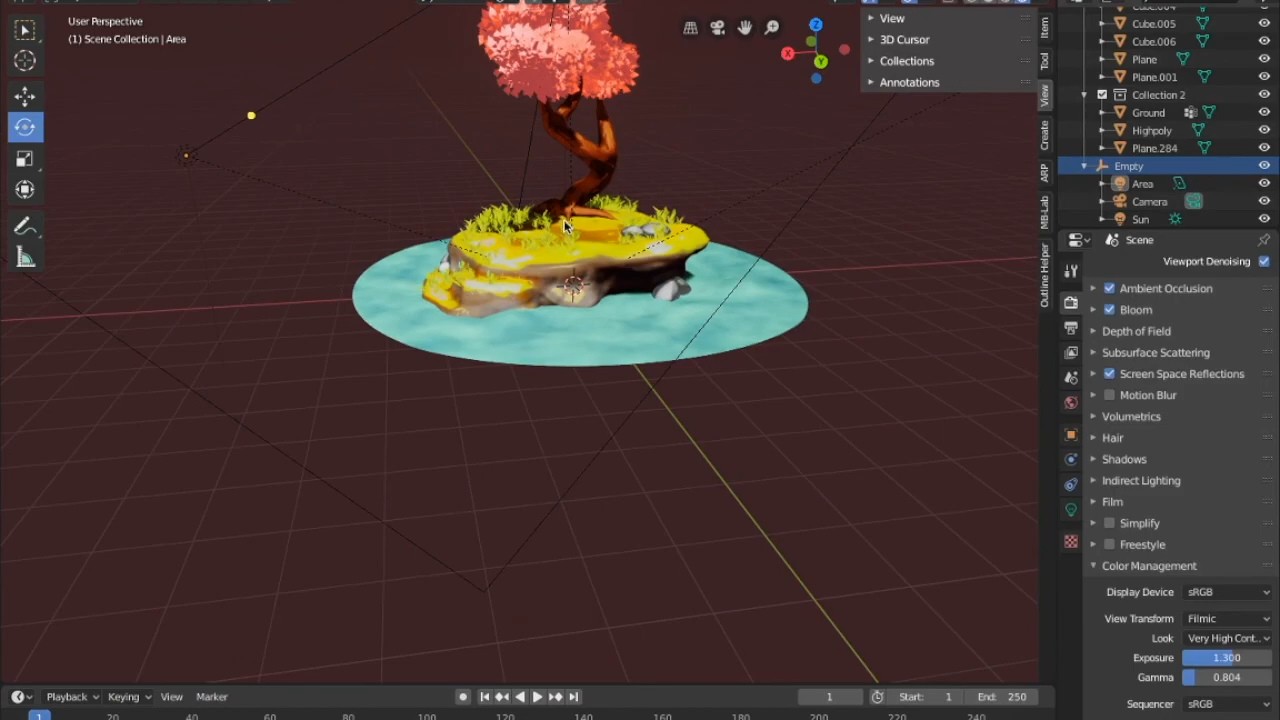 User Perspective
(1) Scene Collection | Area
View
3D Cursor
Collections
Annotations
Z
X
Y
Item
Tool
View
Create
ARP
MB-Lab
Outline Helper
Cube.005
Cube.006
Plane
Plane.001
Collection 2
Ground
Highpoly
Plane.284
Empty
Area
Camera
Sun
Scene
Viewport Denoising
Ambient Occlusion
Bloom
Depth of Field
Subsurface Scattering
Screen Space Reflections
Motion Blur
Volumetrics
Hair
Shadows
Indirect Lighting
Film
Simplify
Freestyle
Color Management
Display Device sRGB
View Transform Filmic
Look Very High Cont..
Exposure 1.300
Gamma 0.804
Sequencer sRGB
Playback Keying View Marker
1 Start: 1 End: 250
1 20 40 60 80 100 120 140 160 180 200 220 240